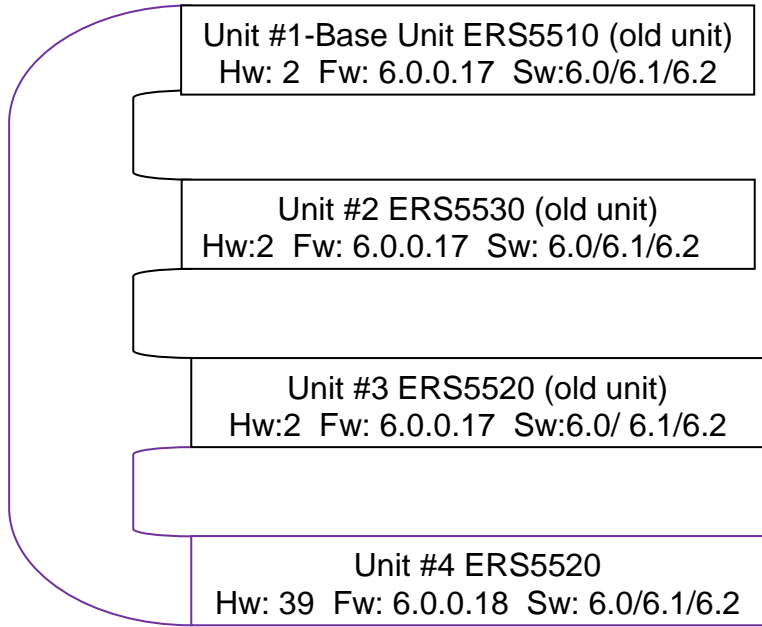 Unit #1-Base Unit ERS5510 (old unit)
Hw: 2 Fw: 6.0.0.17 Sw:6.0/6.1/6.2
Unit #2 ERS5530 (old unit)
Hw:2 Fw: 6.0.0.17 Sw: 6.0/6.1/6.2
Unit #3 ERS5520 (old unit)
Hw:2 Fw: 6.0.0.17 Sw:6.0/ 6.1/6.2
Unit #4 ERS5520
Hw: 39 Fw: 6.0.0.18 Sw: 6.0/6.1/6.2